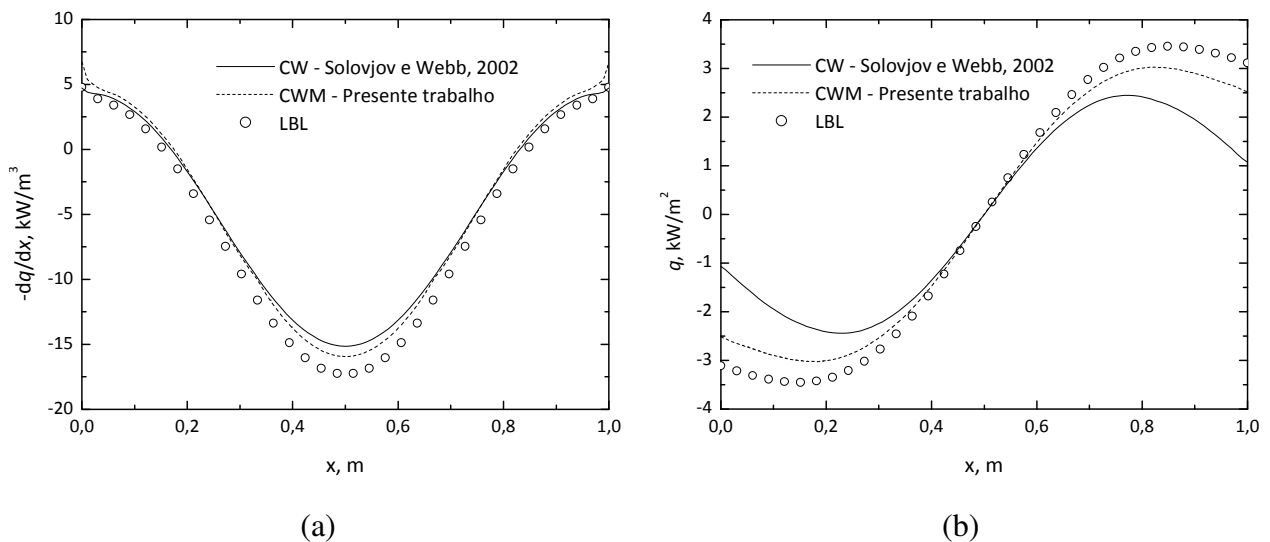 10
5
0
-5
-10
-15
-20
-dq/dx, kW/m³
0,0
0,2
0,4
0,6
0,8
1,0
x, m
CW - Solovjov e Webb, 2002
CWM - Presente trabalho
LBL
(a)
4
3
2
1
0
-1
-2
-3
-4
q, kW/m²
0,0
0,2
0,4
0,6
0,8
1,0
x, m
CW - Solovjov e Webb, 2002
CWM - Presente trabalho
LBL
(b)